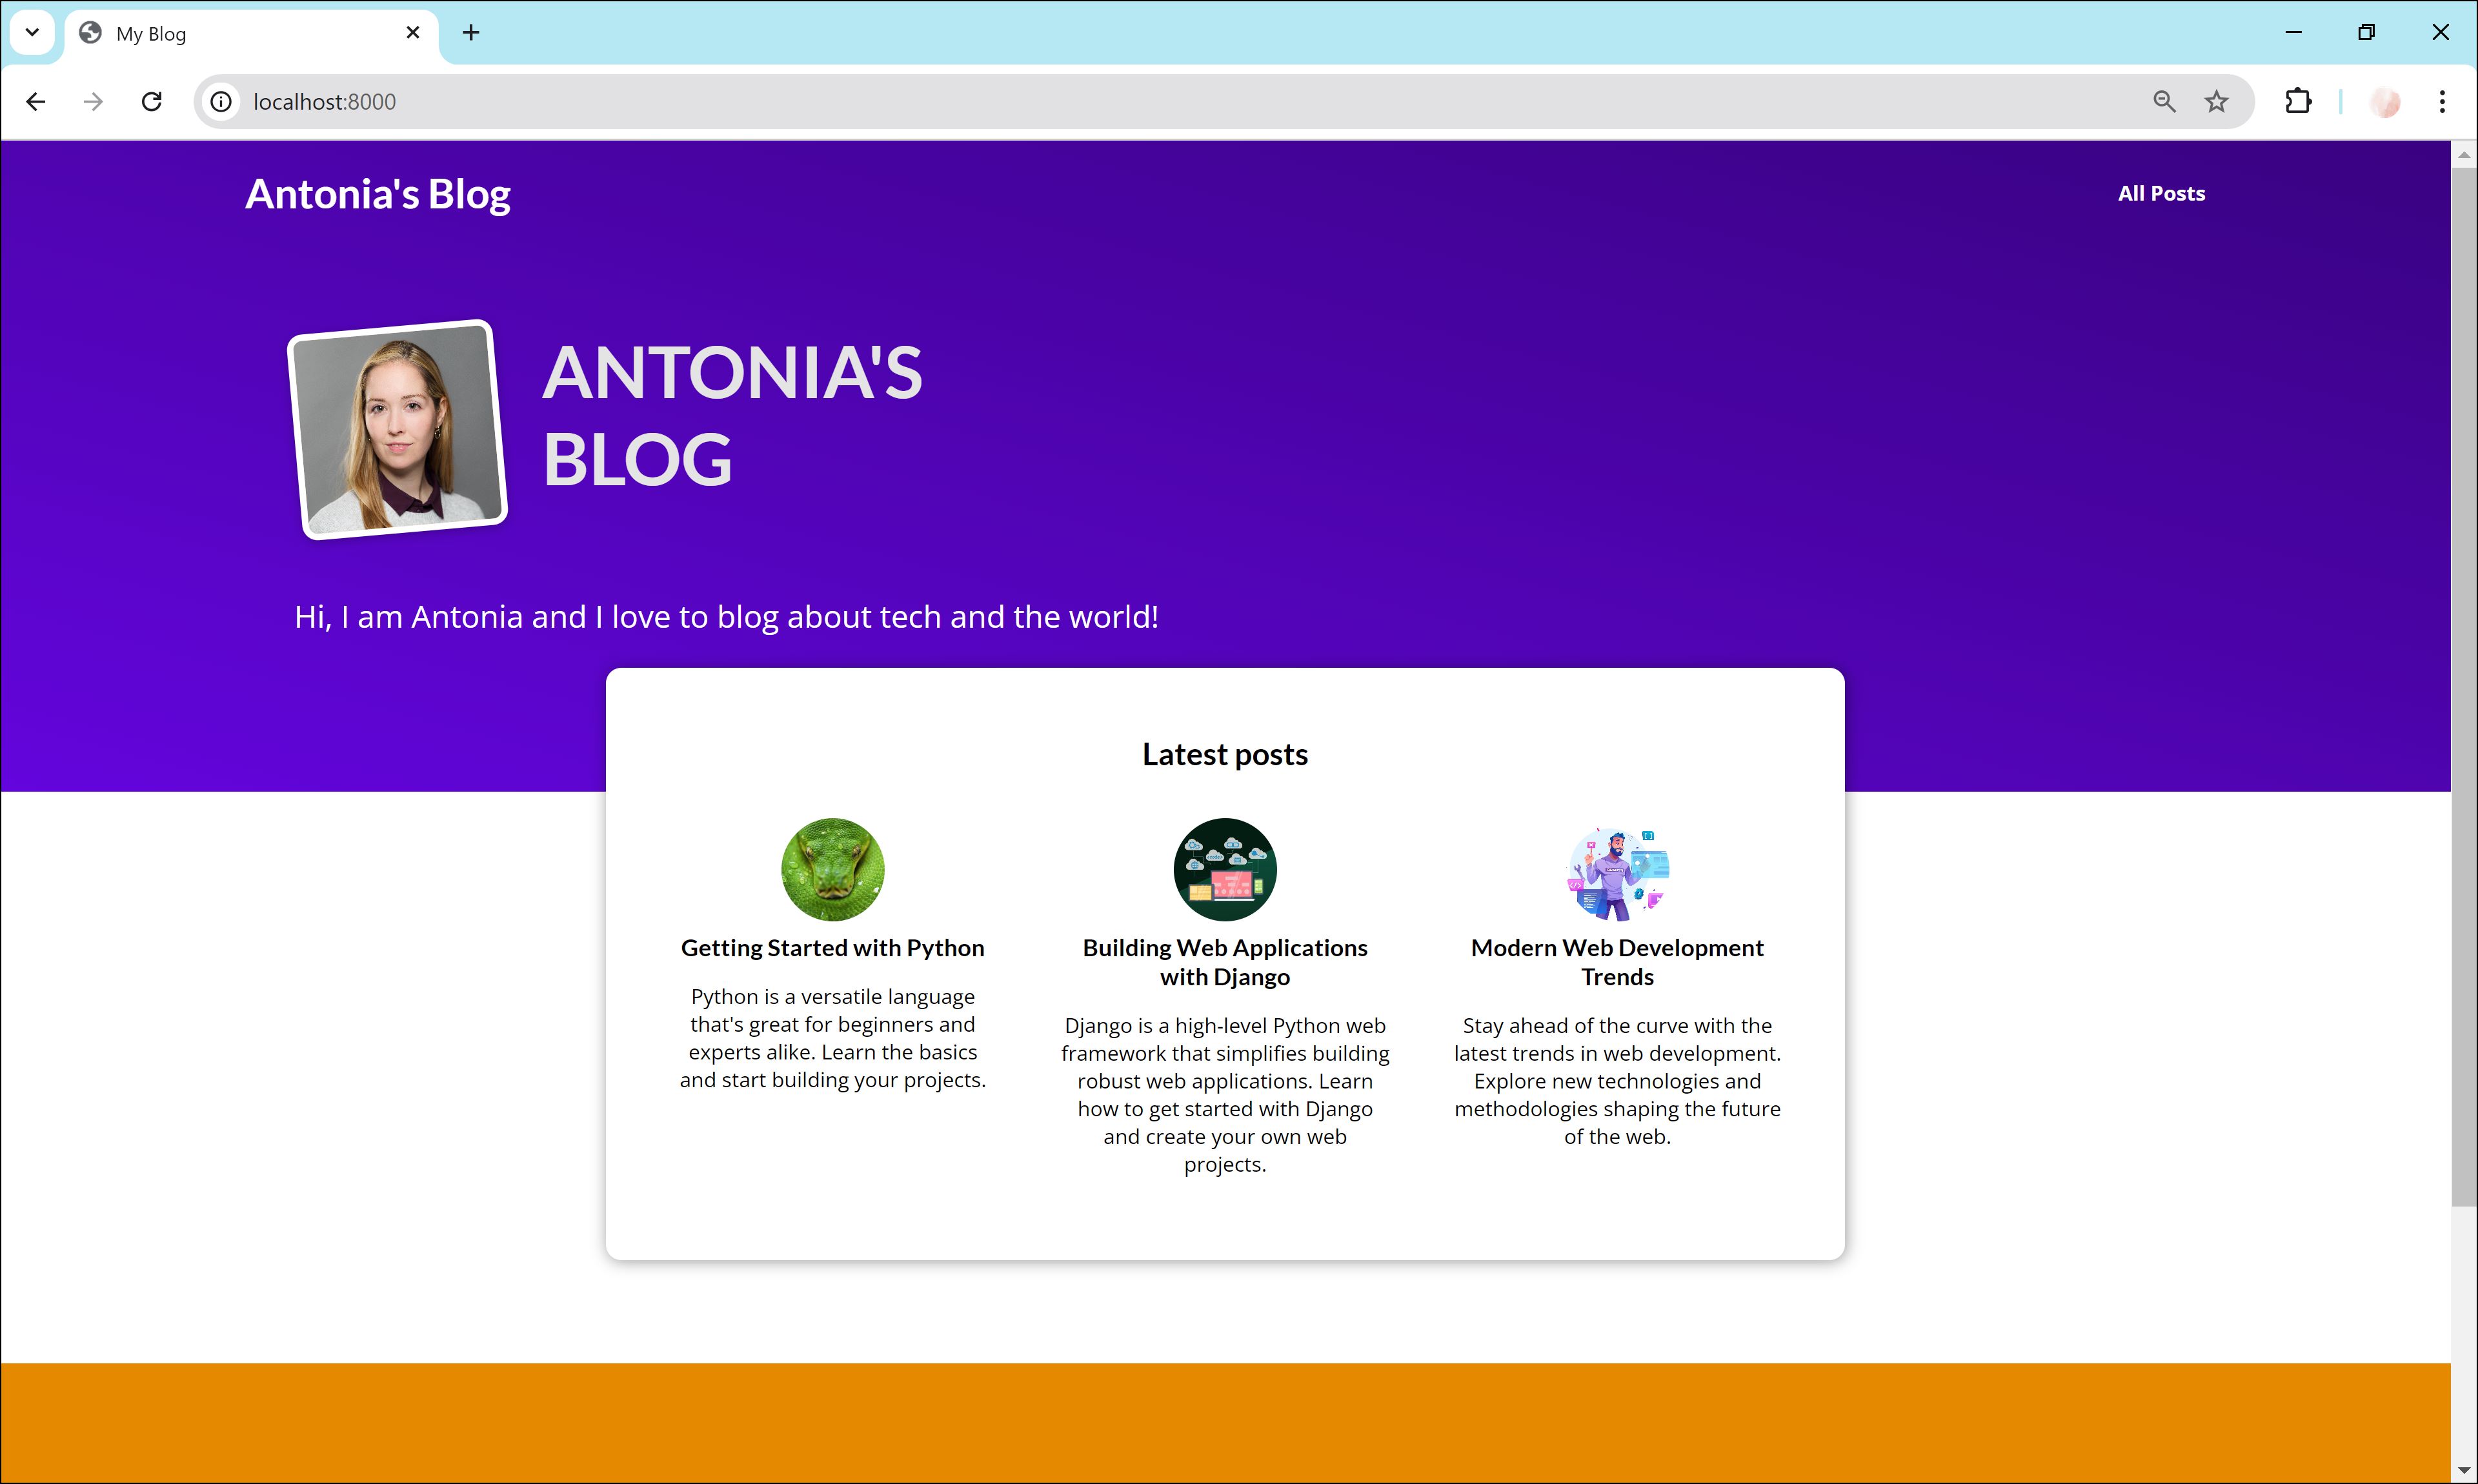 My Blog
localhost:8000
Antonia's Blog
All Posts
ANTONIA'S
BLOG
Hi, I am Antonia and I love to blog about tech and the world!
Latest posts
Getting Started with Python
Python is a versatile language
that's great for beginners and
experts alike. Learn the basics
and start building your projects.
Building Web Applications
with Django
Django is a high-level Python web
framework that simplifies building
robust web applications. Learn
how to get started with Django
and create your own web
projects.
Modern Web Development
Trends
Stay ahead of the curve with the
latest trends in web development.
Explore new technologies and
methodologies shaping the future
of the web.